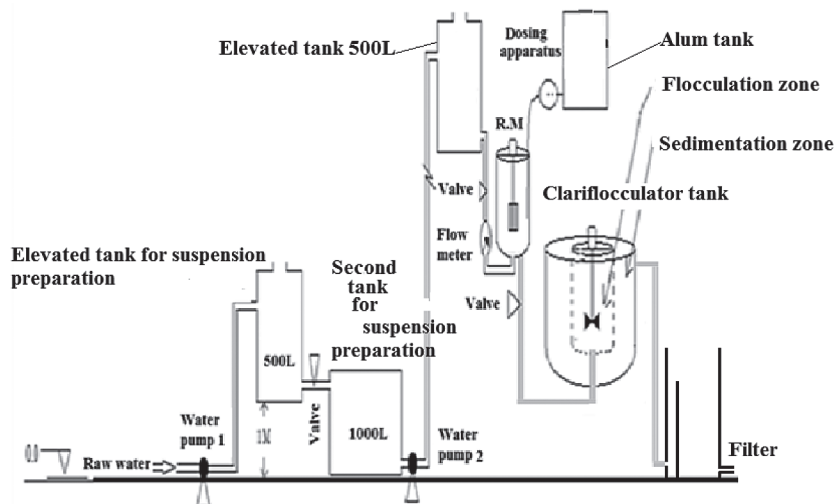 Elevated tank 500L
Dosing
apparatus
Alum tank
Flocculation zone
R.M
Sedimentation zone
Valve
Clariflocculator tank
Flow
meter
Elevated tank for suspension
preparation
Second
tank
for
suspension
preparation
Valve
500L
Valve
1000L
Water
pump 1
1M
Water
pump 2
Raw water
Filter